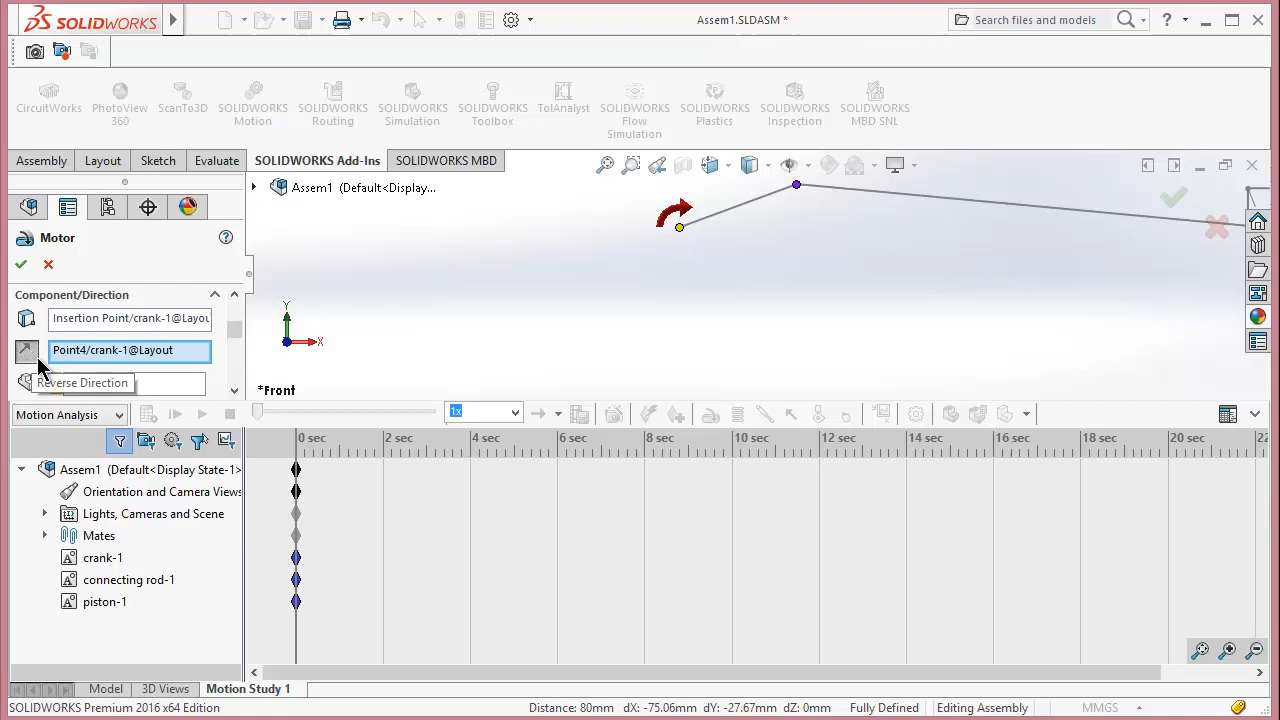 SOLIDWORKS
Assem1.SLDASM *
Search files and models
?
CircuitWorks
PhotoView
360
ScanTo3D
SOLIDWORKS
Motion
SOLIDWORKS
Routing
SOLIDWORKS
Simulation
SOLIDWORKS
Toolbox
TolAnalyst
SOLIDWORKS
Flow
Simulation
SOLIDWORKS
Plastics
SOLIDWORKS
Inspection
SOLIDWORKS
MBD SNL
Assembly
Layout
Sketch
Evaluate
SOLIDWORKS Add-Ins
SOLIDWORKS MBD
Assem1 (Default<Display...
Motor
?
Component/Direction
Insertion Point/crank-1@Layou
Point4/crank-1@Layout
Reverse Direction
Y
X
*Front
Motion Analysis
1x
0 sec
2 sec
4 sec
6 sec
8 sec
10 sec
12 sec
14 sec
16 sec
18 sec
20 sec
22
Assem1 (Default<Display State-1>
Orientation and Camera Views
Lights, Cameras and Scene
Mates
crank-1
connecting rod-1
piston-1
Model
3D Views
Motion Study 1
SOLIDWORKS Premium 2016 x64 Edition
Distance: 80mm
dX: -75.06mm
dY: -27.67mm
dZ: 0mm
Fully Defined
Editing Assembly
MMGS